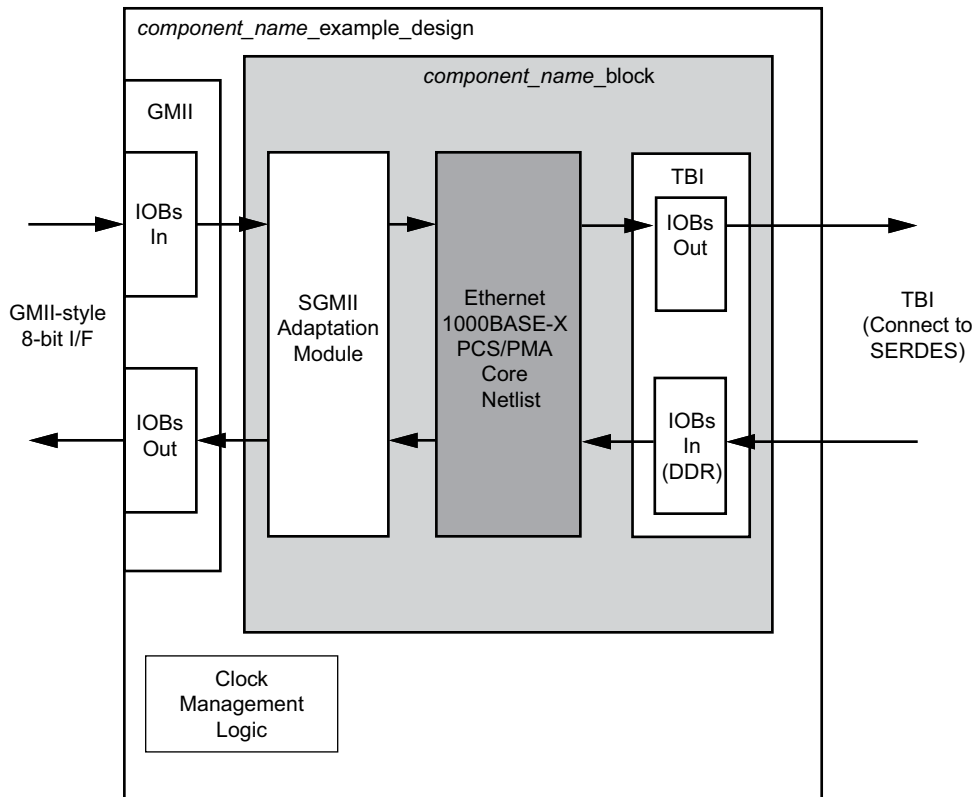 component_name_example_design
component_name_block
GMII
IOBs
In
GMII-style
8-bit I/F
IOBs
Out
SGMII
Adaptation
Module
Ethernet
1000BASE-X
PCS/PMA
Core
Netlist
TBI
IOBs
Out
IOBs
In
(DDR)
TBI
(Connect to
SERDES)
Clock
Management
Logic